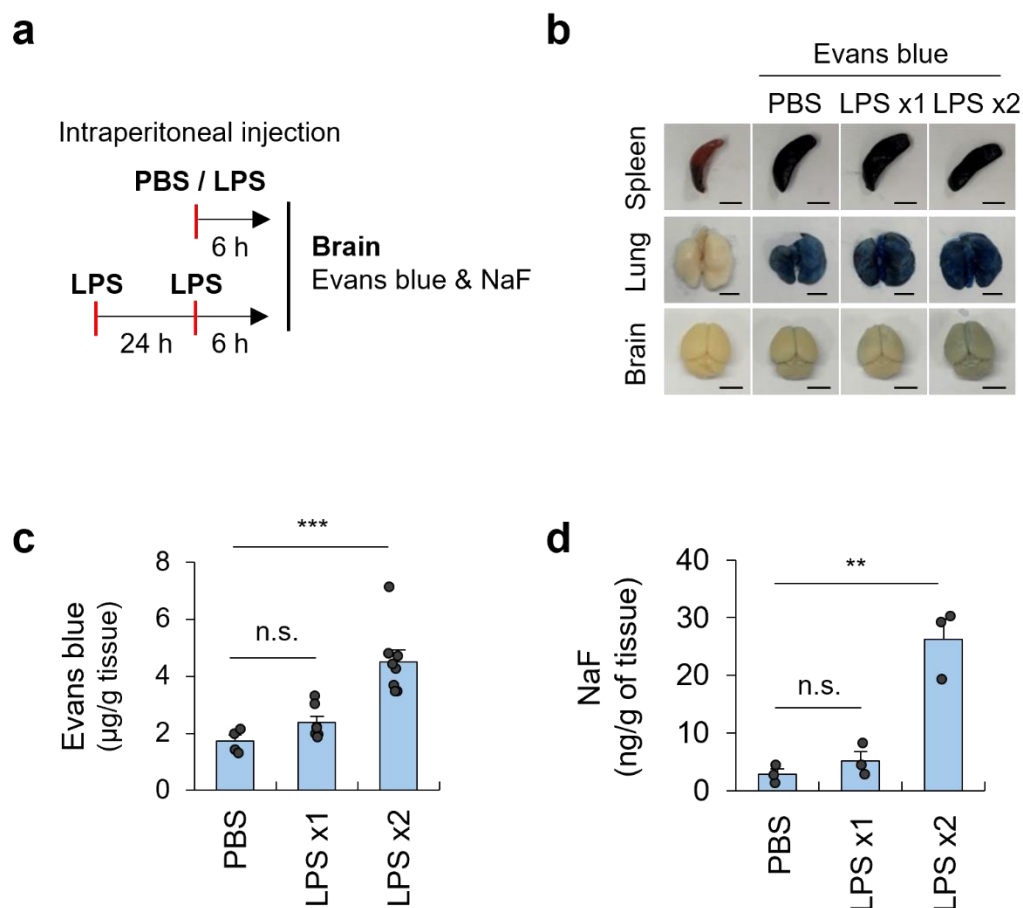 a
Intraperitoneal injection
PBS / LPS
6 h
LPS LPS
24 h 6 h
Brain
Evans blue & NaF
b
Evans blue
PBS LPS x1 LPS x2
Spleen
Lung
Brain
c
Evans blue
(µg/g tissue)
8
6
4
2
0
***
n.s.
PBS
LPS x1
LPS x2
d
NaF
(ng/g of tissue)
40
30
20
10
0
**
n.s.
PBS
LPS x1
LPS x2